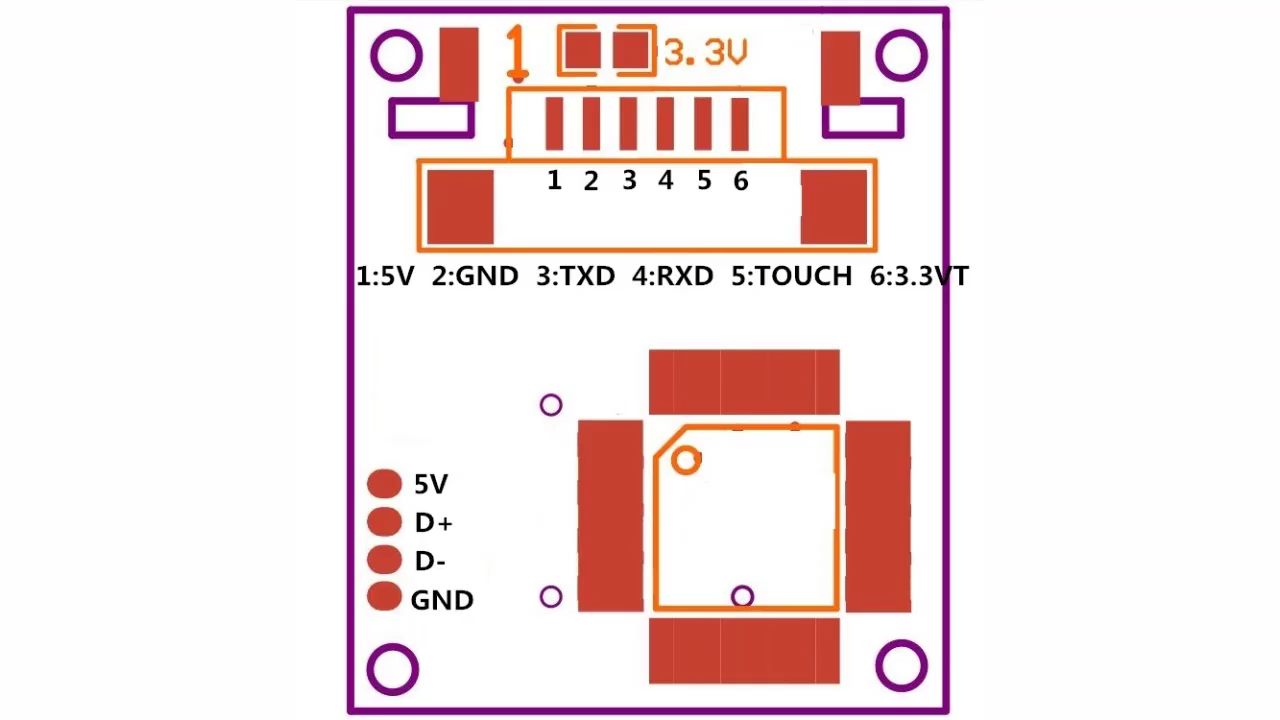 1 3.3V
1 2 3 4 5 6
1:5V 2:GND 3:TXD 4:RXD 5:TOUCH 6:3.3VT
5V
D+
D-
GND